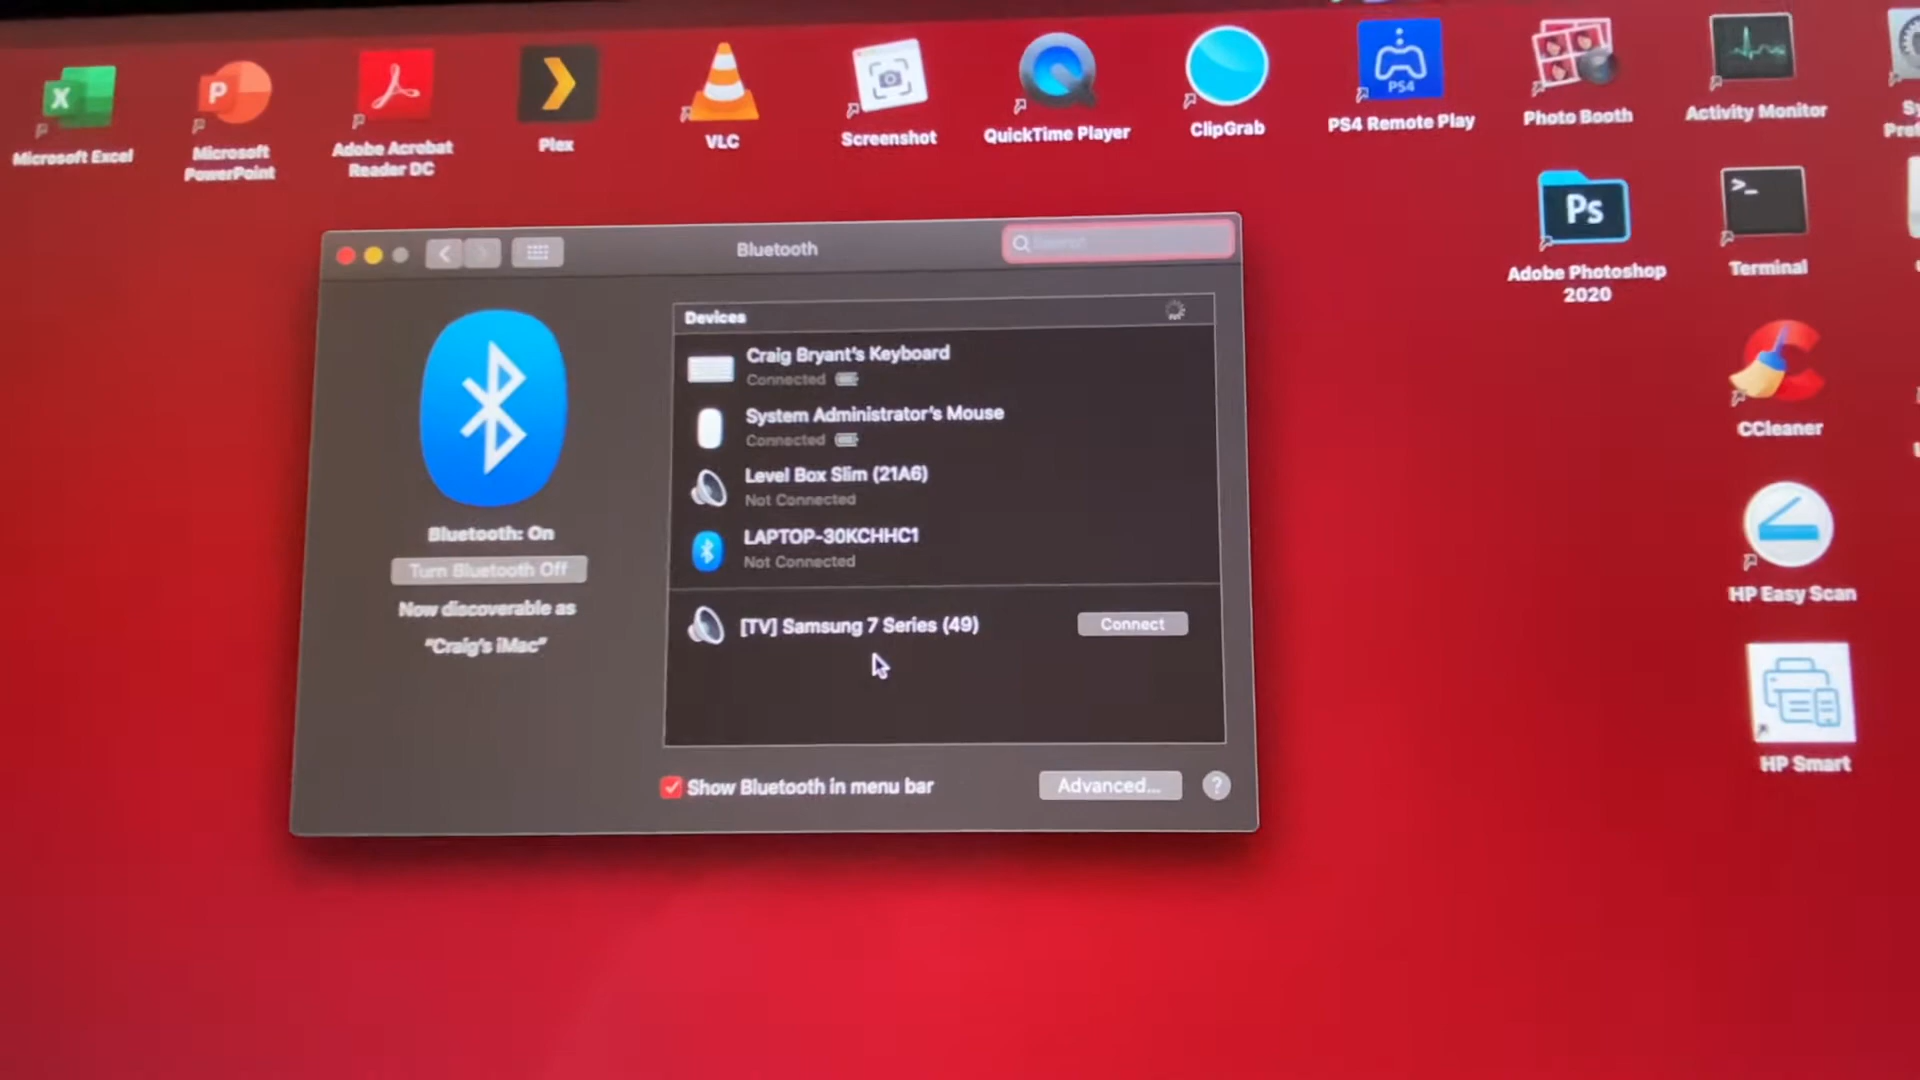 Microsoft Excel
Microsoft
PowerPoint
Adobe Acrobat
Reader DC
Plex
VLC
Screenshot
QuickTime Player
ClipGrab
PS4
PS4 Remote Play
Photo Booth
Activity Monitor
Ps
Adobe Photoshop
2020
>_
Terminal
CCleaner
HP Easy Scan
HP Smart
Bluetooth
Search
Bluetooth: On
Turn Bluetooth Off
Now discoverable as
"Craig's iMac"
Devices
Craig Bryant's Keyboard
Connected
System Administrator's Mouse
Connected
Level Box Slim (21A6)
Not Connected
LAPTOP-30KCHHC1
Not Connected
[TV] Samsung 7 Series (49)
Connect
Show Bluetooth in menu bar
Advanced...
?